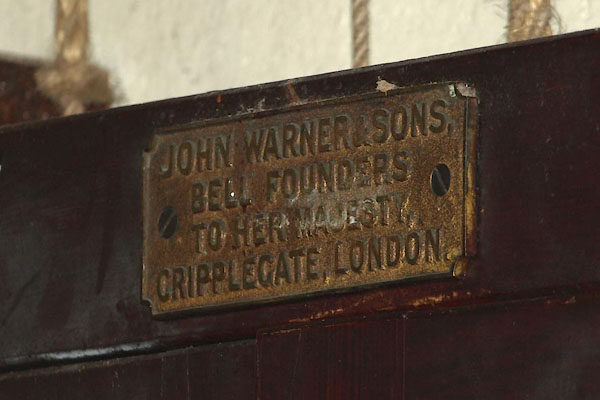 JOHN WARNER & SONS,
BELL FOUNDERS
TO HER MAJESTY,
CRIPPLEGATE, LONDON.